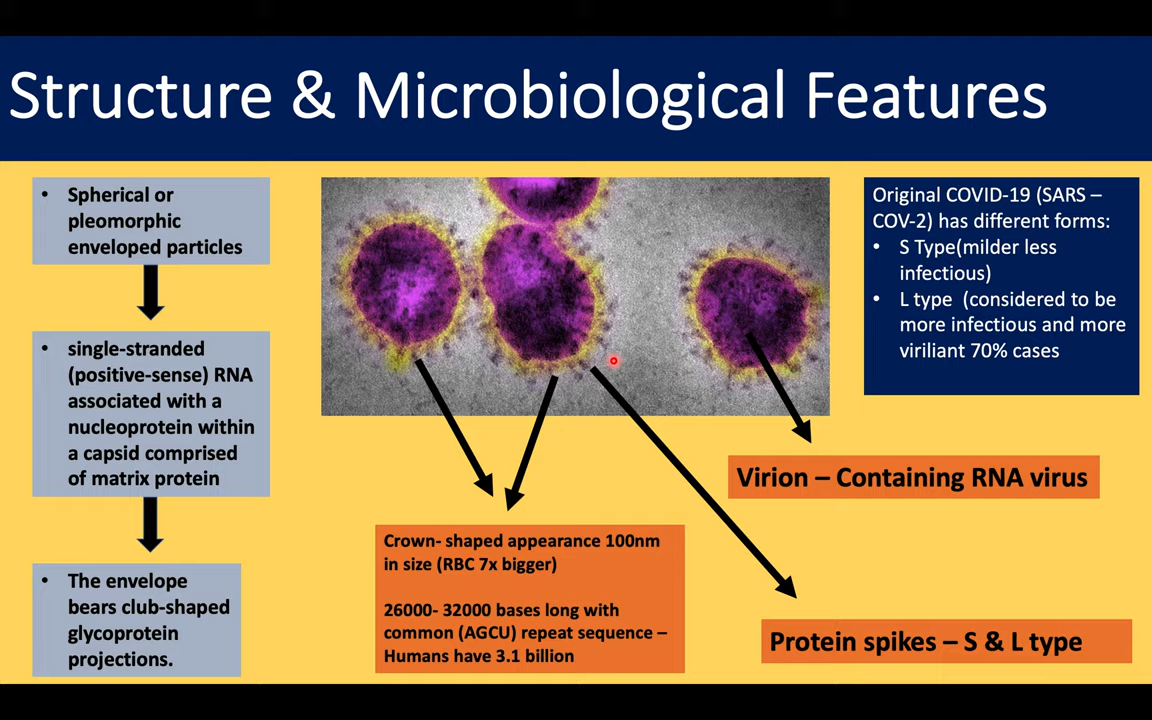 Structure & Microbiological Features
• Spherical or
pleomorphic
enveloped particles
• single-stranded
(positive-sense) RNA
associated with a
nucleoprotein within
a capsid comprised
of matrix protein
• The envelope
bears club-shaped
glycoprotein
projections.
Crown- shaped appearance 100nm
in size (RBC 7x bigger)
26000- 32000 bases long with
common (AGCU) repeat sequence –
Humans have 3.1 billion
Original COVID-19 (SARS –
COV-2) has different forms:
• S Type(milder less
infectious)
• L type  (considered to be
more infectious and more
viriliant 70% cases
Virion – Containing RNA virus
Protein spikes – S & L type